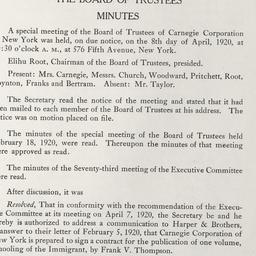 THE BOARD OF TRUSTEES
MINUTES
A special meeting of the Board of Trustees of Carnegie Corporation
New York was held, on due notice, on the 8th day of April, 1920, at
:30 o'clock A. M., at 576 Fifth Avenue, New York.
Elihu Root, Chairman of the Board of Trustees, presided.
Present: Mrs. Carnegie, Messrs. Church, Woodward, Pritchett, Root,
oynton, Franks and Bertram. Absent: Mr. Taylor.
The Secretary read the notice of the meeting and stated that it had
en mailed to each member of the Board of Trustees at his address. The
tice was on motion placed on file.
The minutes of the special meeting of the Board of Trustees held
bruary 18, 1920, were read. Thereupon the minutes of that meeting
ere approved as read.
The minutes of the Seventy-third meeting of the Executive Committee
ere read.
After discussion, it was
Resolved, That in conformity with the recommendation of the Execu-
e Committee at its meeting on April 7, 1920, the Secretary be and he
reby is authorized to address a communication to Harper & Brothers,
answer to their letter of February 5, 1920, that Carnegie Corporation of
ew York is prepared to sign a contract for the publication of one volume,
hooling of the Immigrant, by Frank V. Thompson.